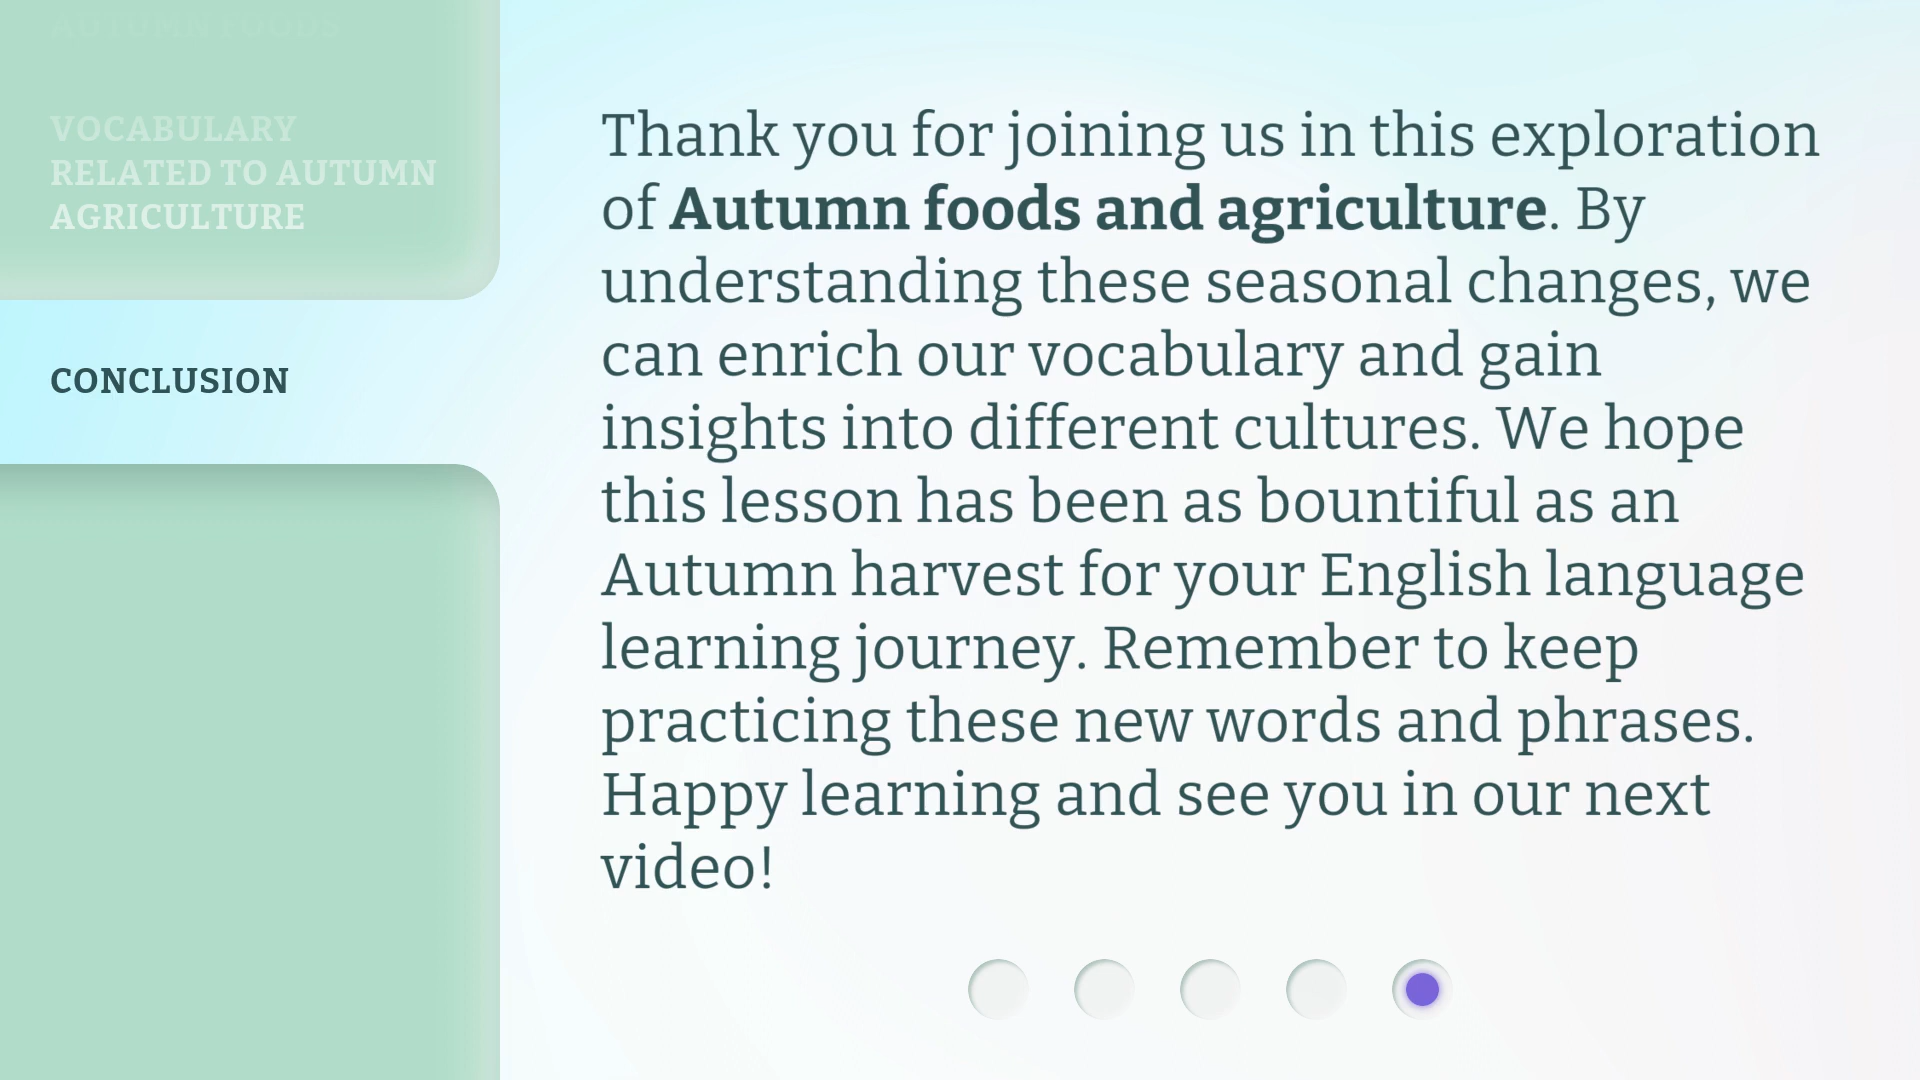 AUTUMN FOODS
VOCABULARY
RELATED TO AUTUMN
AGRICULTURE
CONCLUSION
Thank you for joining us in this exploration
of Autumn foods and agriculture. By
understanding these seasonal changes, we
can enrich our vocabulary and gain
insights into different cultures. We hope
this lesson has been as bountiful as an
Autumn harvest for your English language
learning journey. Remember to keep
practicing these new words and phrases.
Happy learning and see you in our next
video!